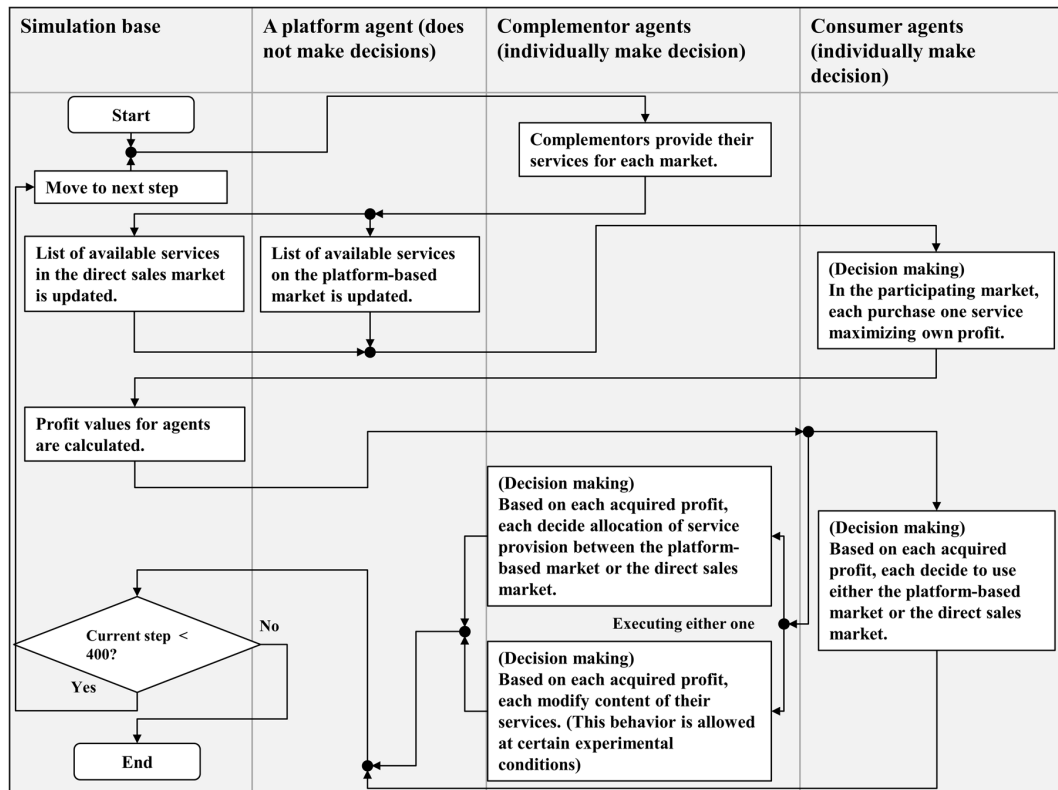 Simulation base
A platform agent (does
not make decisions)
Complementor agents
(individually make decision)
Consumer agents
(individually make
decision)
Start
Complementors provide their
services for each market.
Move to next step
List of available services
in the direct sales market
is updated.
List of available services
on the platform-based
market is updated.
(Decision making)
In the participating market,
each purchase one service
maximizing own profit.
Profit values for agents
are calculated.
(Decision making)
Based on each acquired profit,
each decide allocation of service
provision between the platform-
based market or the direct sales
market.
(Decision making)
Based on each acquired
profit, each decide to use
either the platform-based
market or the direct sales
market.
Executing either one
Current step <
400?
No
Yes
(Decision making)
Based on each acquired profit,
each modify content of their
services. (This behavior is allowed
at certain experimental
conditions)
End